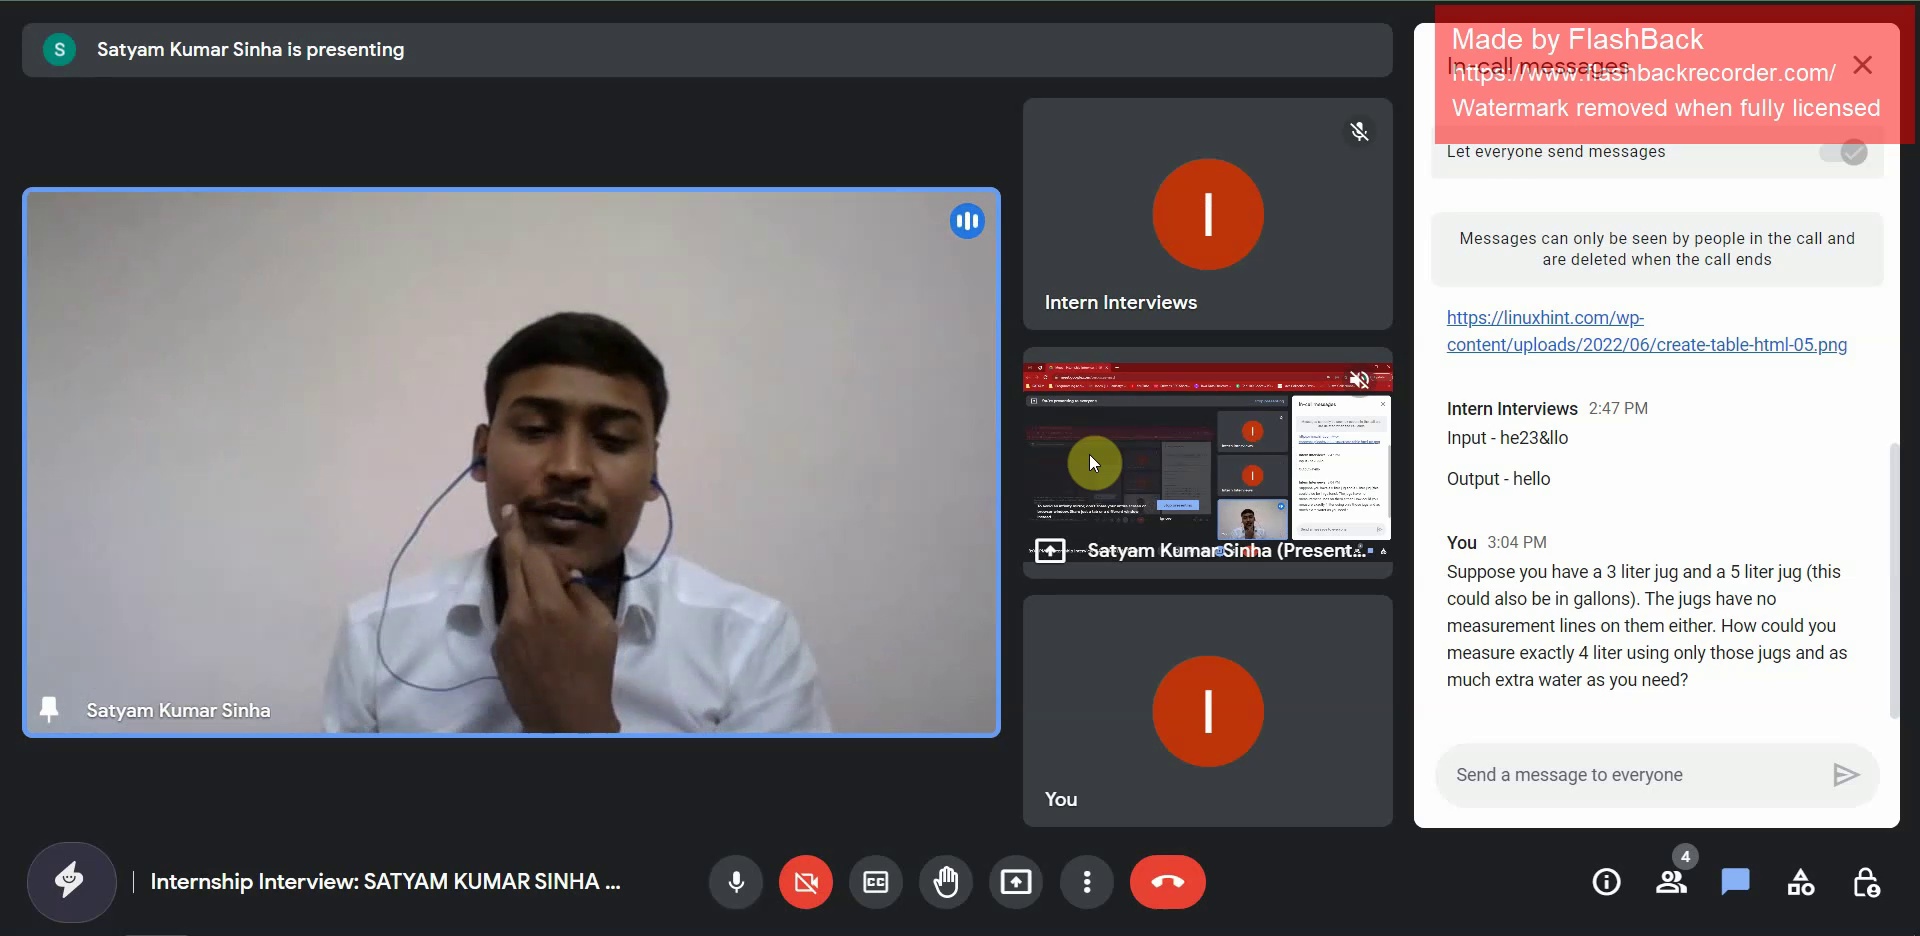 S
Satyam Kumar Sinha is presenting
Made by FlashBack
In-call messages
https://www.flashbackrecorder.com/
Watermark removed when fully licensed
Let everyone send messages
Messages can only be seen by people in the call and
are deleted when the call ends
https://linuxhint.com/wp-
content/uploads/2022/06/create-table-html-05.png
Intern Interviews 2:47 PM
Input - he23&llo
Output - hello
You 3:04 PM
Suppose you have a 3 liter jug and a 5 liter jug (this
could also be in gallons). The jugs have no
measurement lines on them either. How could you
measure exactly 4 liter using only those jugs and as
much extra water as you need?
Send a message to everyone
I
Intern Interviews
Satyam Kumar Sinha (Present...
I
You
Satyam Kumar Sinha
Internship Interview: SATYAM KUMAR SINHA ...
CC
4